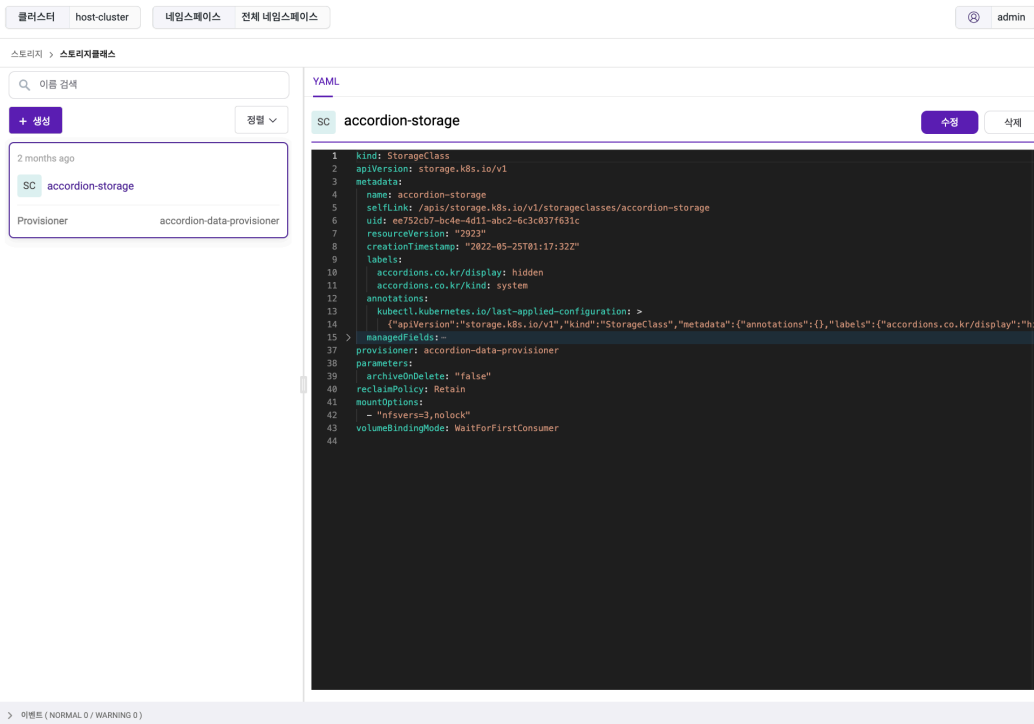 클러스터 host-cluster 네임스페이스 전체 네임스페이스 admin
스토리지 > 스토리지클래스
이름 검색
+ 생성 정렬
2 months ago
SC accordion-storage
Provisioner accordion-data-provisioner
YAML
SC accordion-storage 수정 삭제
1 kind: StorageClass
2 apiVersion: storage.k8s.io/v1
3 metadata:
4 name: accordion-storage
5 selfLink: /apis/storage.k8s.io/v1/storageclasses/accordion-storage
6 uid: ee752cb7-bc4e-4d11-abc2-6c3c037f631c
7 resourceVersion: "2923"
8 creationTimestamp: "2022-05-25T01:17:32Z"
9 labels:
10 accordions.co.kr/display: hidden
11 accordions.co.kr/kind: system
12 annotations:
13 kubectl.kubernetes.io/last-applied-configuration: >
14 {"apiVersion":"storage.k8s.io/v1","kind":"StorageClass","metadata":{"annotations":{},"labels":{"accordions.co.kr/display":"hi
15 > managedFields:⋯
37 provisioner: accordion-data-provisioner
38 parameters:
39 archiveOnDelete: "false"
40 reclaimPolicy: Retain
41 mountOptions:
42 - "nfsvers=3,nolock"
43 volumeBindingMode: WaitForFirstConsumer
44
> 이벤트 ( NORMAL 0 / WARNING 0 )